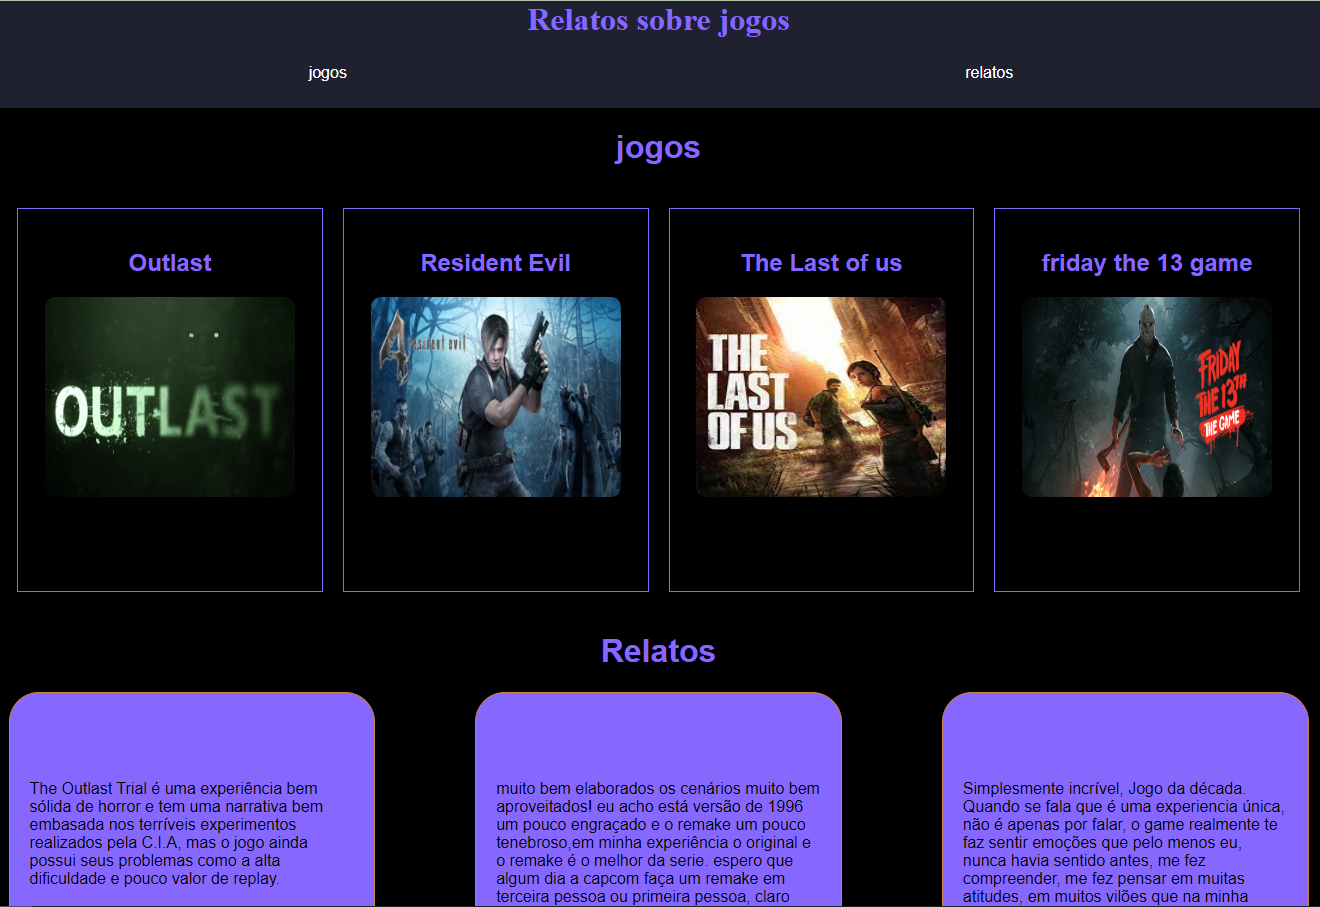 Relatos sobre jogos
jogos
relatos
jogos
Outlast
Resident Evil
The Last of us
friday the 13 game
OUTLAST
4 resident evil
THE
LAST
OF US
FRIDAY
THE 13TH
THE GAME
Relatos
The Outlast Trial é uma experiência bem
sólida de horror e tem uma narrativa bem
embasada nos terríveis experimentos
realizados pela C.I.A, mas o jogo ainda
possui seus problemas como a alta
dificuldade e pouco valor de replay.
muito bem elaborados os cenários muito bem
aproveitados! eu acho está versão de 1996
um pouco engraçado e o remake um pouco
tenebroso,em minha experiência o original e
o remake é o melhor da serie. espero que
algum dia a capcom faça um remake em
terceira pessoa ou primeira pessoa, claro
Simplesmente incrível, Jogo da década.
Quando se fala que é uma experiencia única,
não é apenas por falar, o game realmente te
faz sentir emoções que pelo menos eu,
nunca havia sentido antes, me fez
compreender, me fez pensar em muitas
atitudes, em muitos vilões que na minha